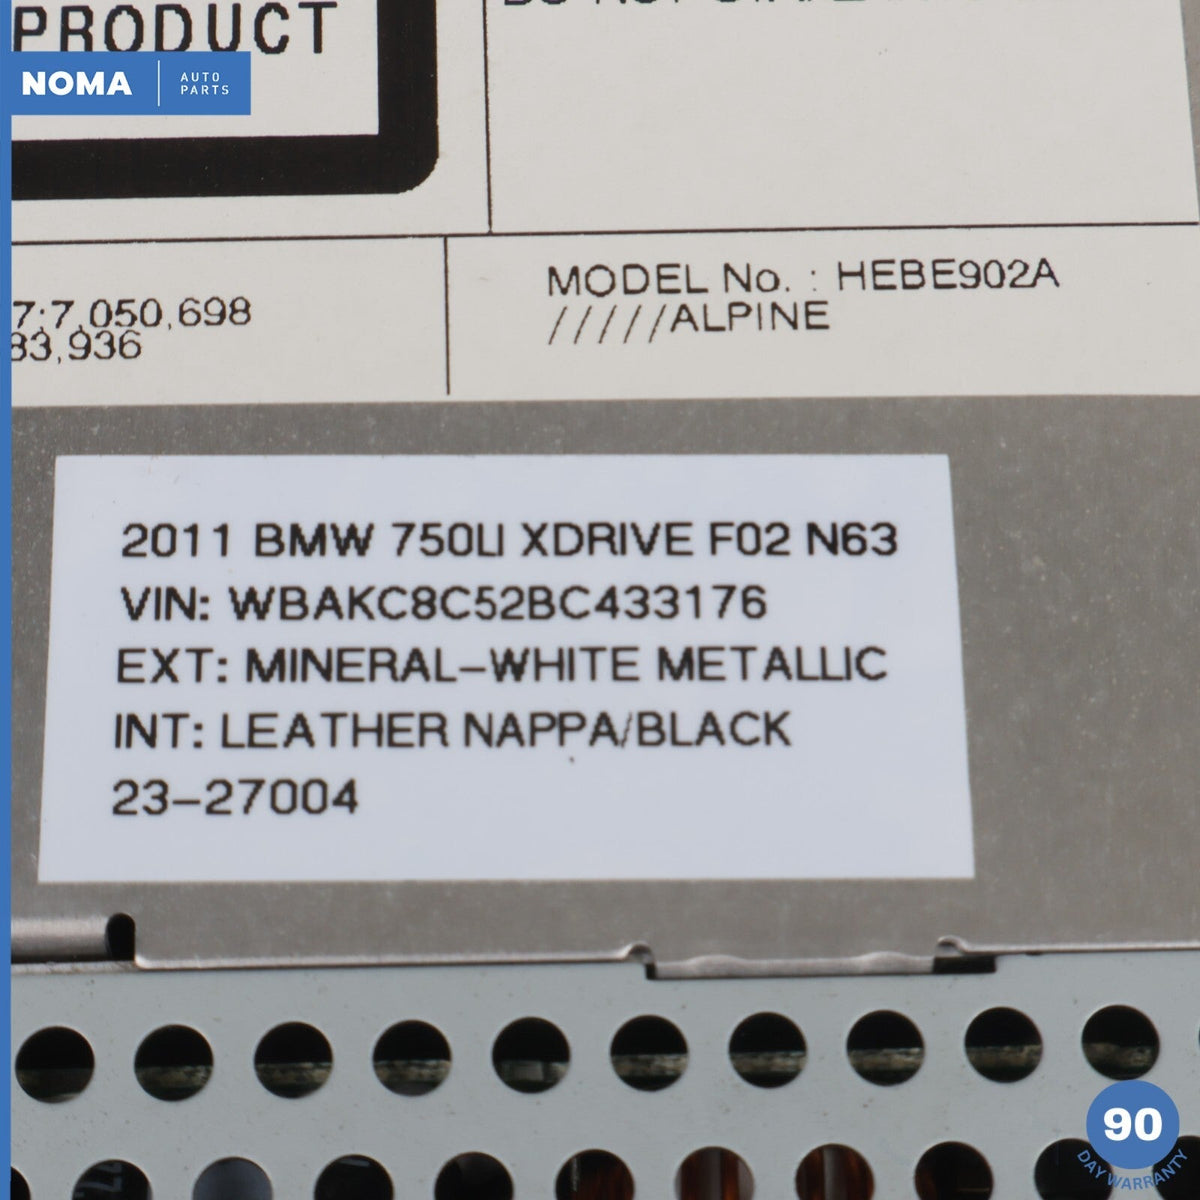 PRODUCT
NOMA
AUTO
PARTS
7;7,050,698
83,936
MODEL No. : HEBE902A
/////ALPINE
2011 BMW 750LI XDRIVE F02 N63
VIN: WBAKC8C52BC433176
EXT: MINERAL-WHITE METALLIC
INT: LEATHER NAPPA/BLACK
23-27004
90
DAY WARRANTY